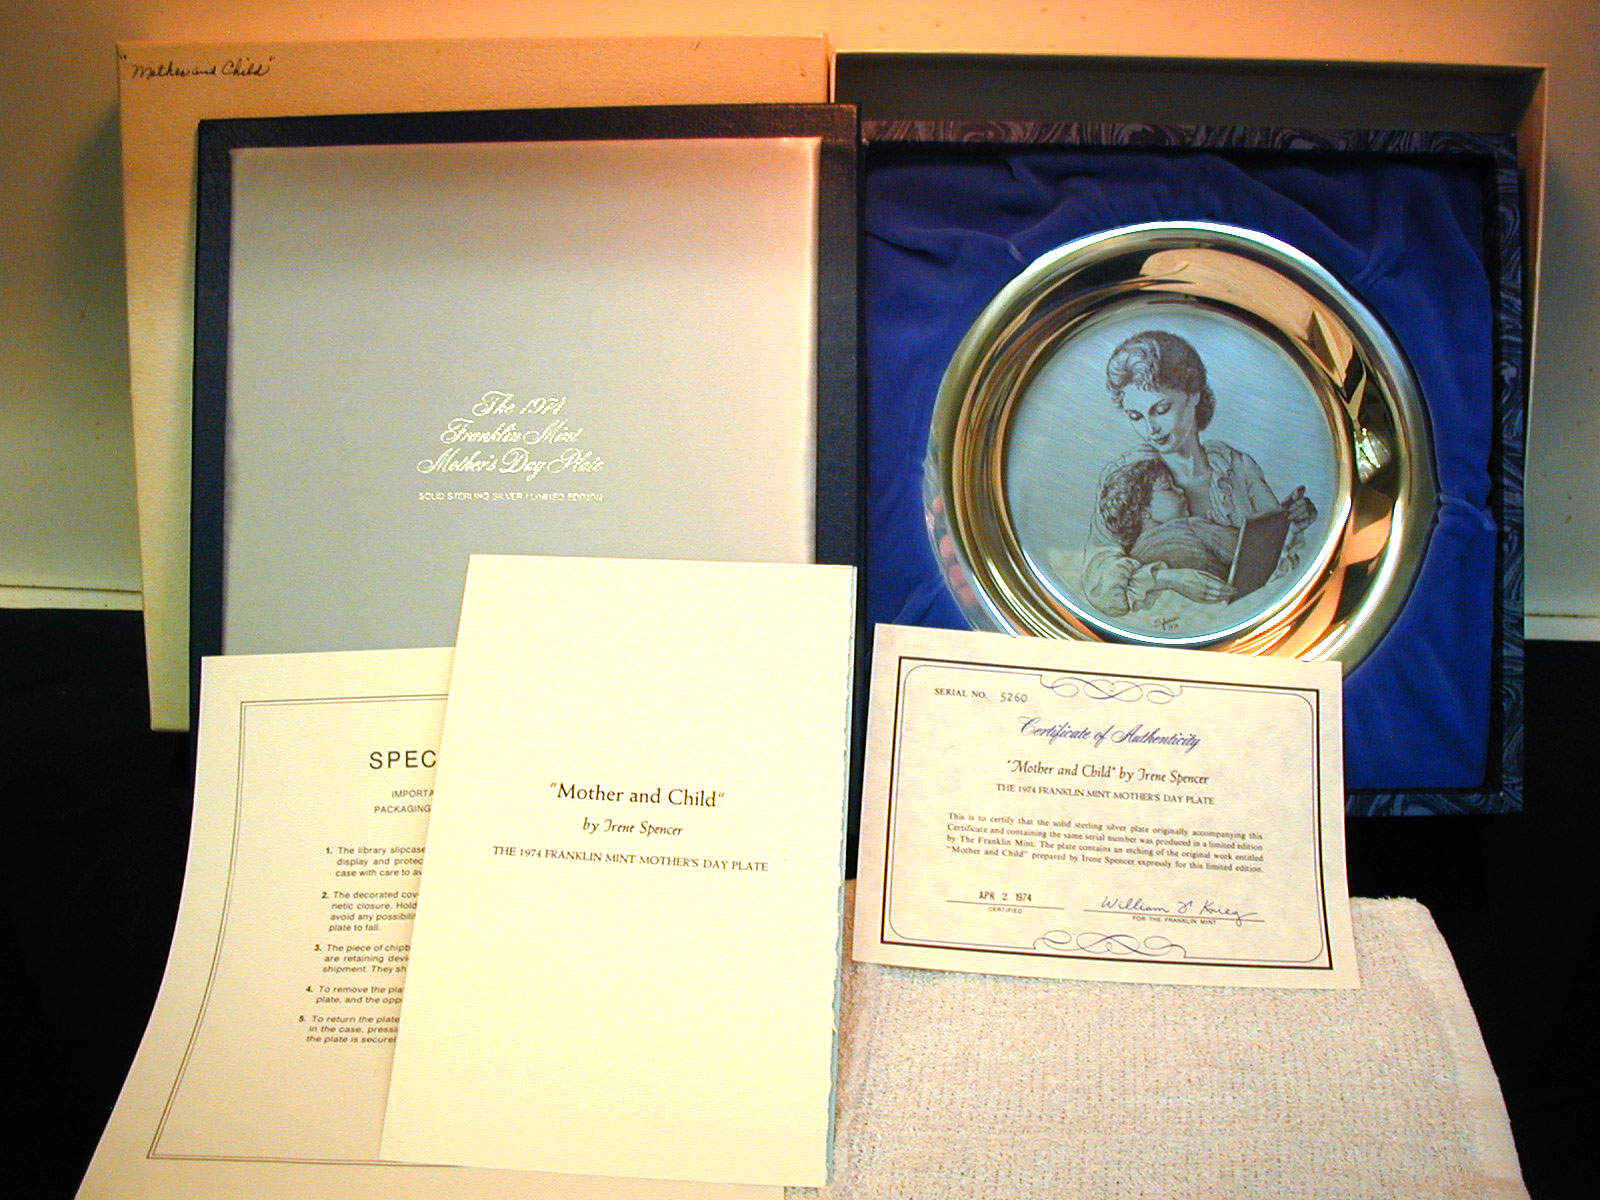 "Mother and Child"
The 1974
Franklin Mint
Mother's Day Plate
SOLID STERLING SILVER / LIMITED EDITION
SPEC
IMPORTA
PACKAGING
1. The library slipcase
display and protec
case with care to av
2. The decorated cov
netic closure. Hold
avoid any possibilit
plate to fall.
3. The piece of chipb
are retaining devi
shipment. They sh
4. To remove the pla
plate, and the opp
5. To return the plate
in the case, pressi
the plate is securel
"Mother and Child"
by Irene Spencer
THE 1974 FRANKLIN MINT MOTHER'S DAY PLATE
Spencer
1974
SERIAL NO. 5260
Certificate of Authenticity
"Mother and Child" by Irene Spencer
THE 1974 FRANKLIN MINT MOTHER'S DAY PLATE
This is to certify that the solid sterling silver plate originally accompanying this
Certificate and containing the same serial number was produced in a limited edition
by The Franklin Mint. The plate contains an etching of the original work entitled
"Mother and Child" prepared by Irene Spencer expressly for this limited edition.
APR 2 1974
CERTIFIED
William F Krieg
FOR THE FRANKLIN MINT